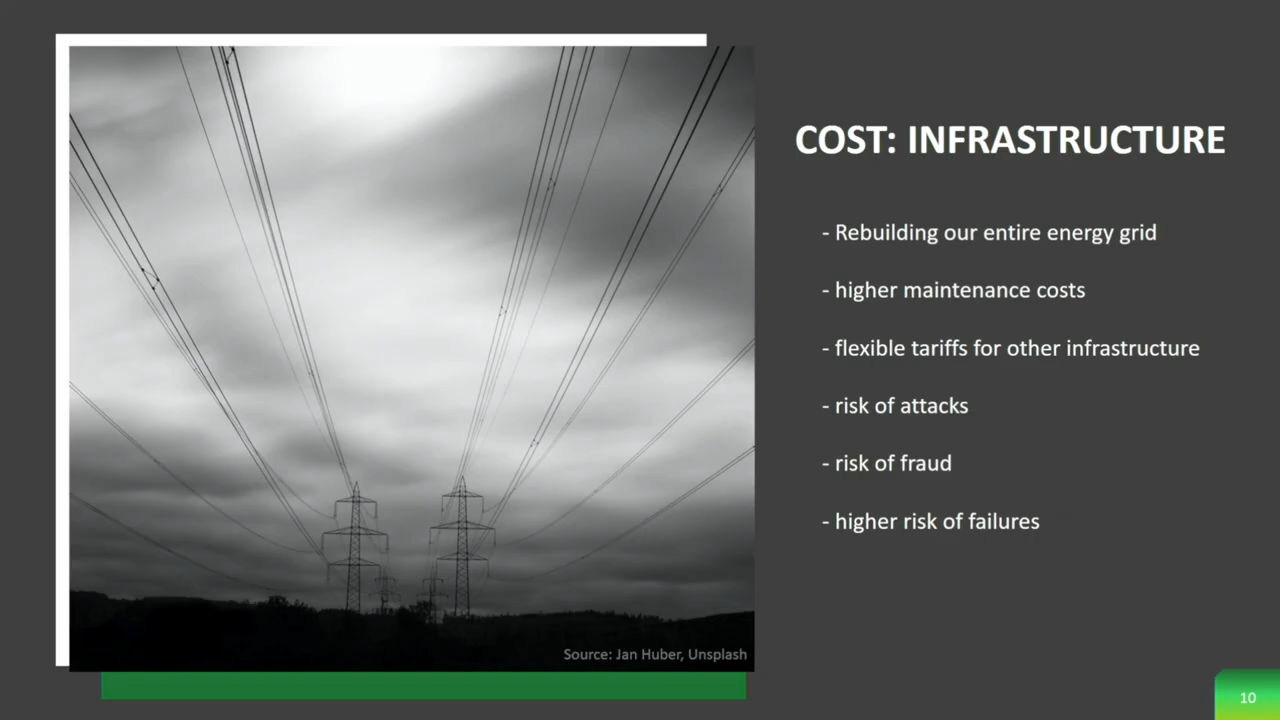 COST: INFRASTRUCTURE
- Rebuilding our entire energy grid
- higher maintenance costs
- flexible tariffs for other infrastructure
- risk of attacks
- risk of fraud
- higher risk of failures
Source: Jan Huber, Unsplash
10